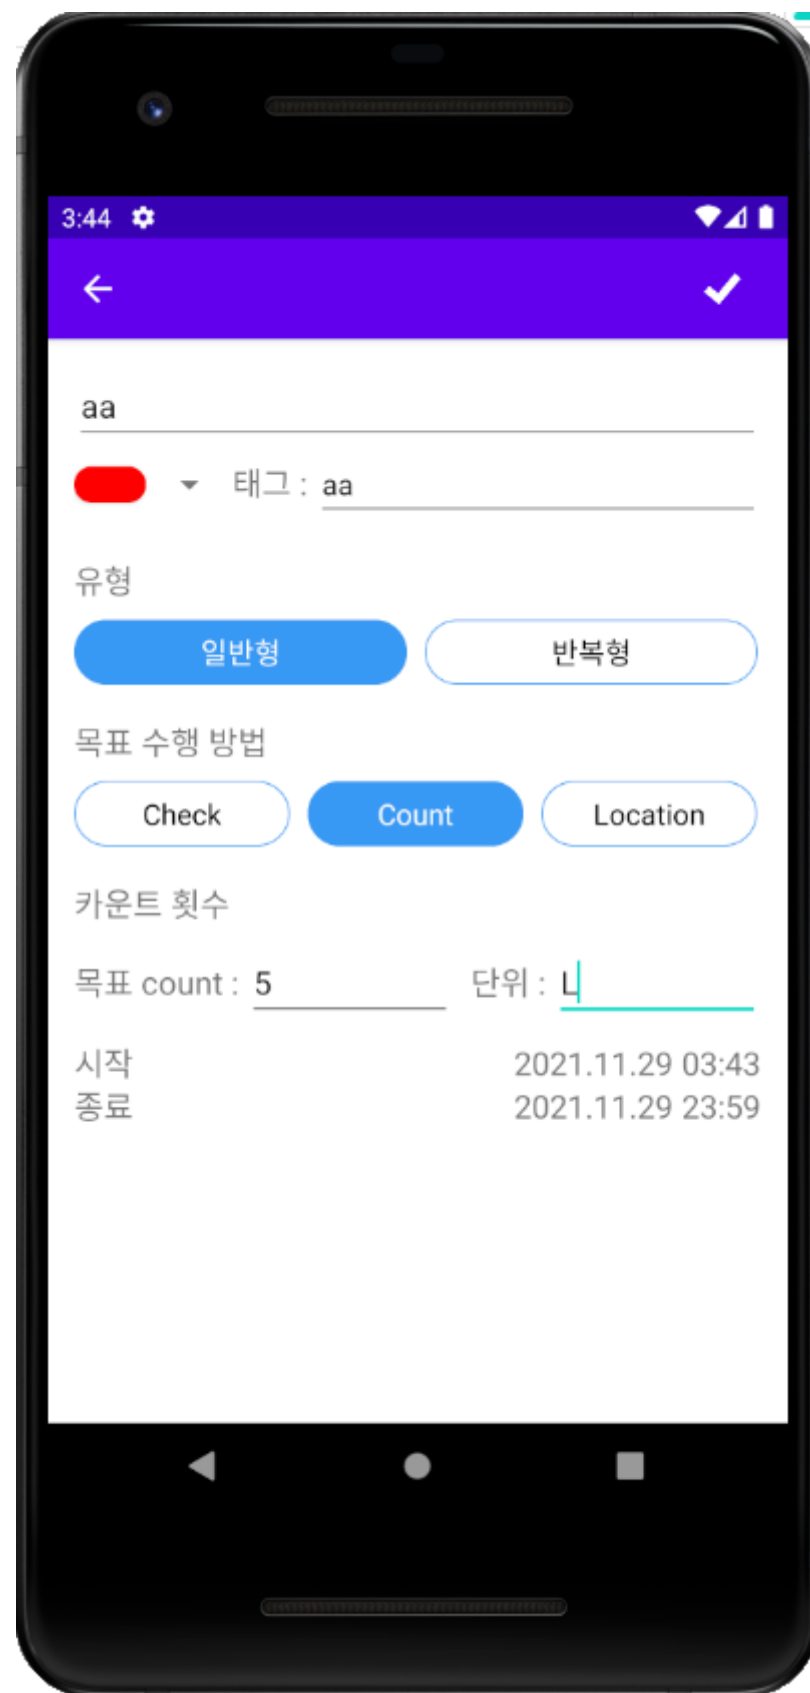 3:44
aa
태그 : aa
유형
일반형 반복형
목표 수행 방법
Check Count Location
카운트 횟수
목표 count : 5 단위 : L
시작 2021.11.29 03:43
종료 2021.11.29 23:59